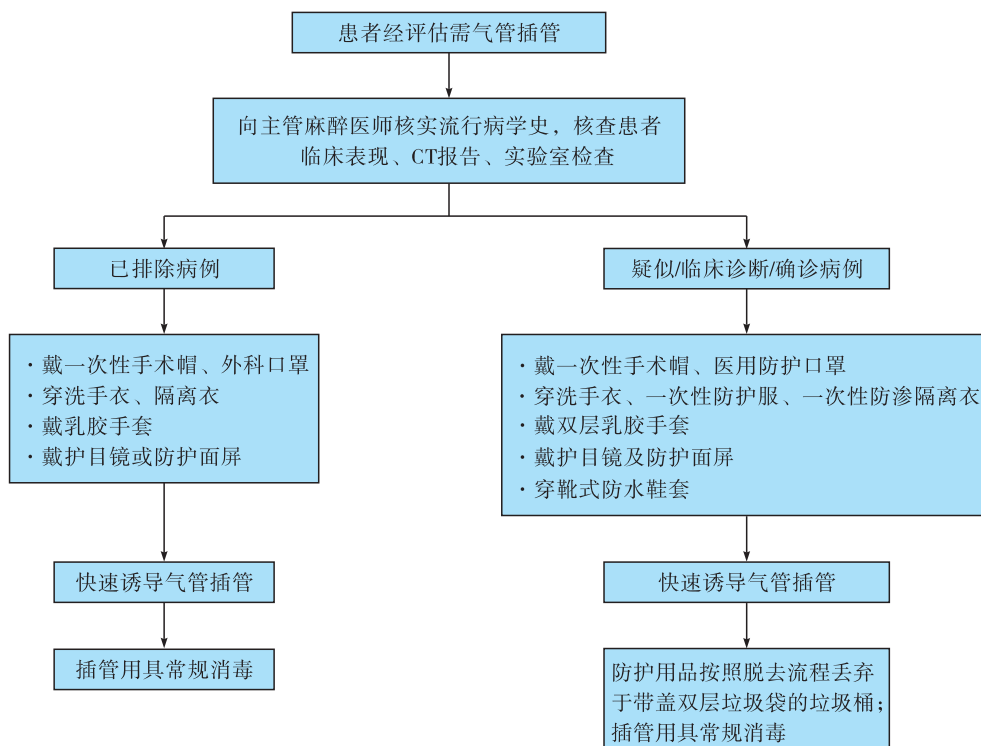 患者经评估需气管插管
向主管麻醉医师核实流行病学史，核查患者
临床表现、CT报告、实验室检查
已排除病例
·戴一次性手术帽、外科口罩
·穿洗手衣、隔离衣
·戴乳胶手套
·戴护目镜或防护面屏
快速诱导气管插管
插管用具常规消毒
疑似/临床诊断/确诊病例
·戴一次性手术帽、医用防护口罩
·穿洗手衣、一次性防护服、一次性防渗隔离衣
·戴双层乳胶手套
·戴护目镜及防护面屏
·穿靴式防水鞋套
快速诱导气管插管
防护用品按照脱去流程丢弃
于带盖双层垃圾袋的垃圾桶；
插管用具常规消毒